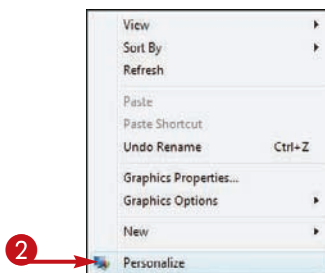 View
Sort By
Refresh
Paste
Paste Shortcut
Undo Rename Ctrl+Z
Graphics Properties...
Graphics Options
New
2 Personalize